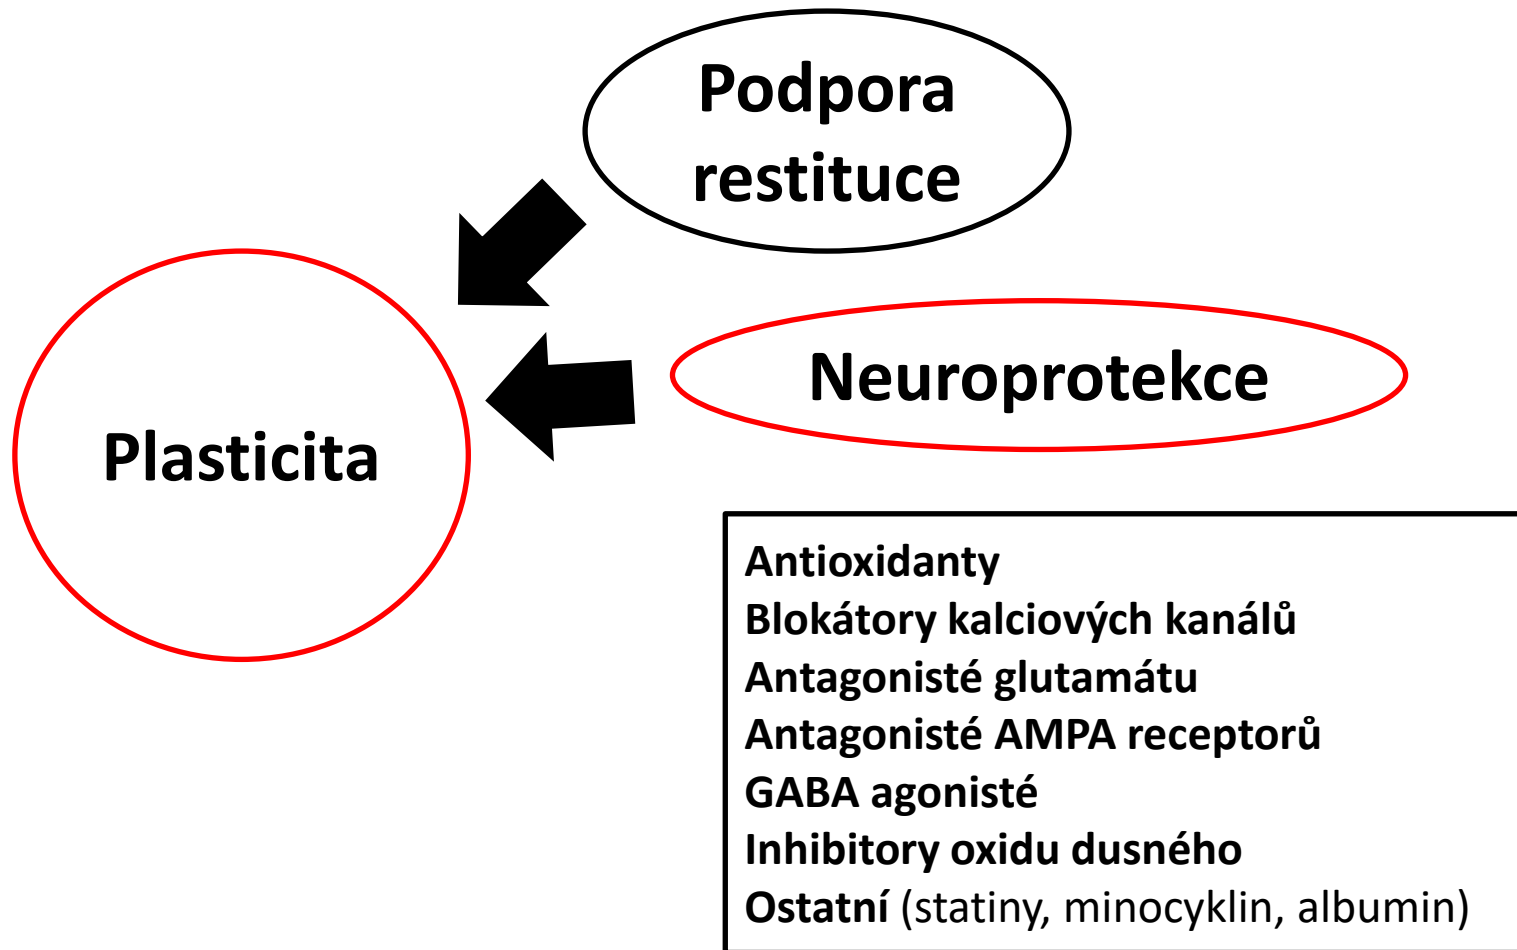 Podpora
restituce
Neuroprotekce
Plasticita
Antioxidanty
Blokátory kalciových kanálů
Antagonisté glutamátu
Antagonisté AMPA receptorů
GABA agonisté
Inhibitory oxidu dusného
Ostatní (statiny, minocyklin, albumin)